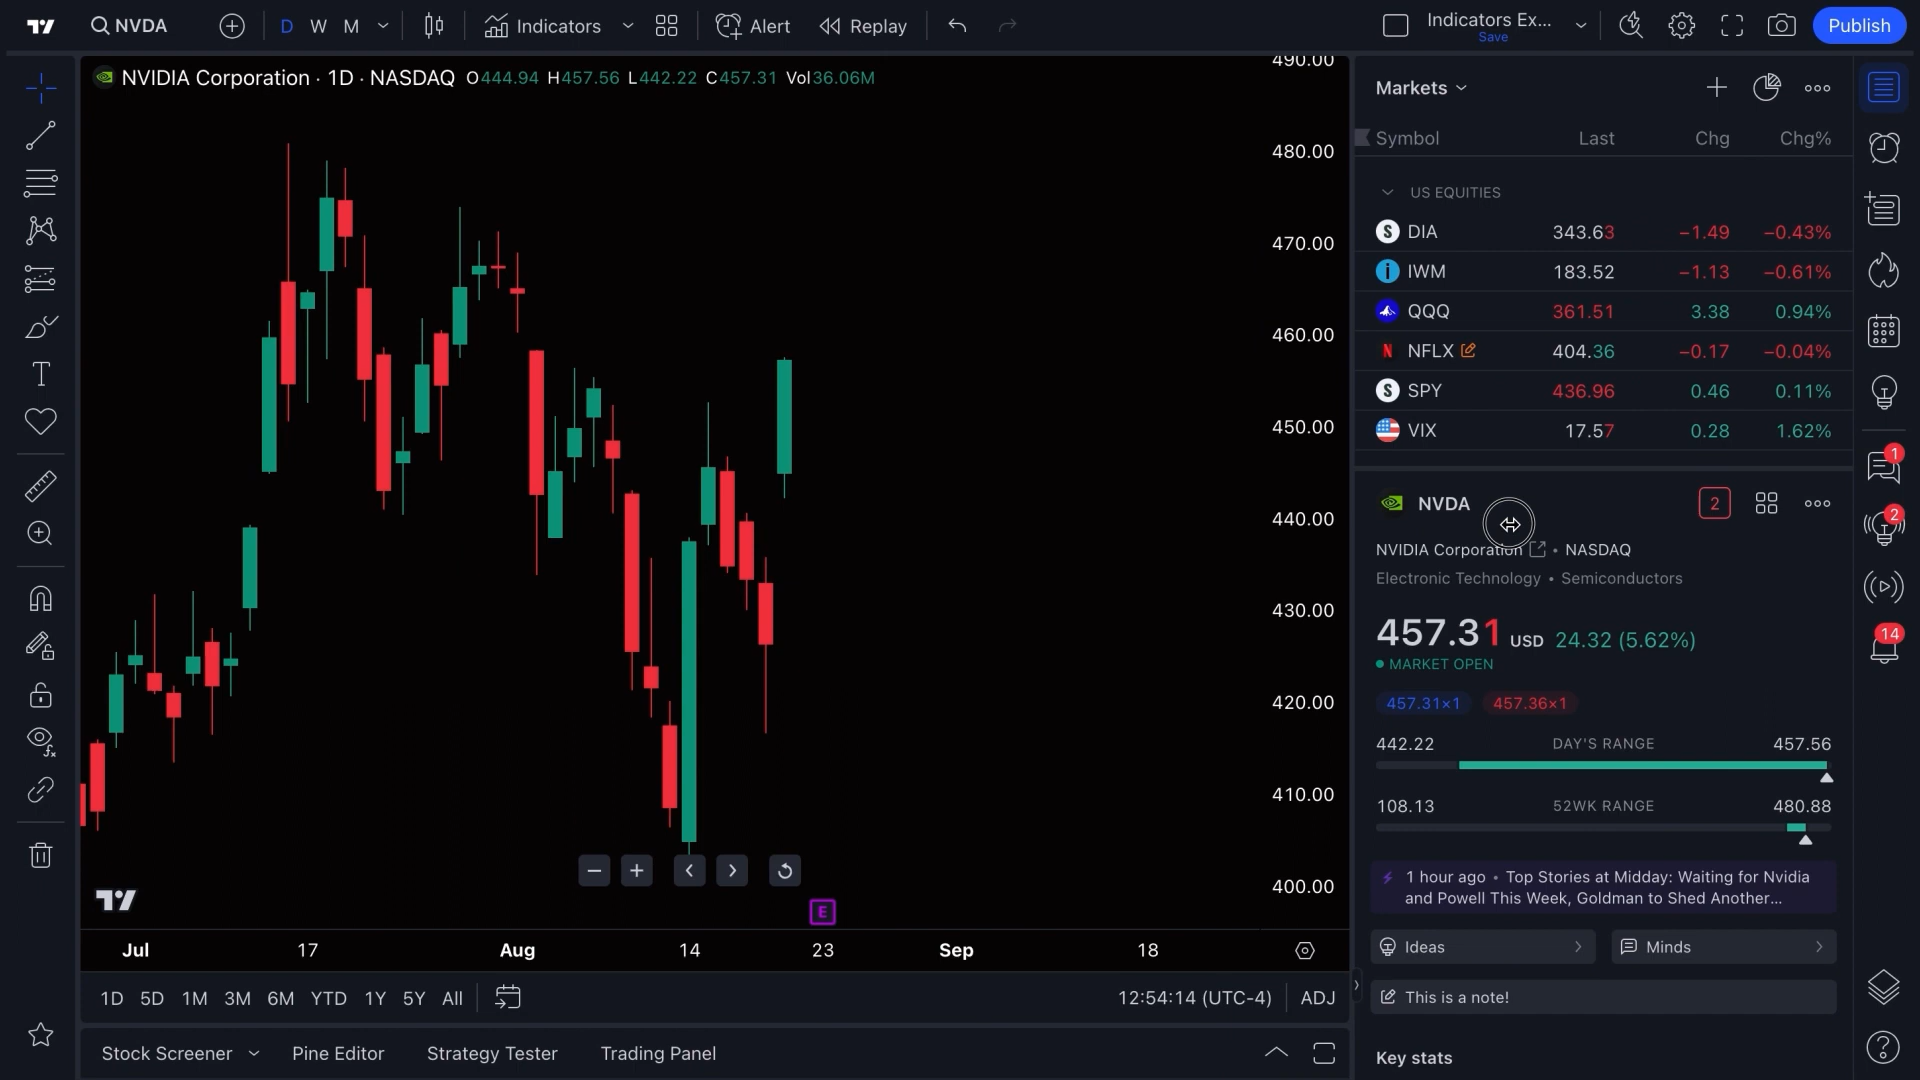 NVDA
D W M
Indicators
Alert
Replay
Indicators Ex...
Save
Publish
NVIDIA Corporation · 1D · NASDAQ O444.94 H457.56 L442.22 C457.31 Vol36.06M
490.00
480.00
470.00
460.00
450.00
440.00
430.00
420.00
410.00
400.00
E
Jul 17 Aug 14 23 Sep 18
1D 5D 1M 3M 6M YTD 1Y 5Y All
12:54:14 (UTC-4) ADJ
Stock Screener Pine Editor Strategy Tester Trading Panel
Markets
Symbol Last Chg Chg%
US EQUITIES
S DIA 343.63 −1.49 −0.43%
i IWM 183.52 −1.13 −0.61%
QQQ 361.51 3.38 0.94%
N NFLX 404.36 −0.17 −0.04%
S SPY 436.96 0.46 0.11%
VIX 17.57 0.28 1.62%
NVDA 2
NVIDIA Corporation • NASDAQ
Electronic Technology • Semiconductors
457.31 USD 24.32 (5.62%)
MARKET OPEN
457.31×1 457.36×1
442.22 DAY'S RANGE 457.56
108.13 52WK RANGE 480.88
1 hour ago • Top Stories at Midday: Waiting for Nvidia
and Powell This Week, Goldman to Shed Another...
Ideas Minds
This is a note!
Key stats
1
2
14